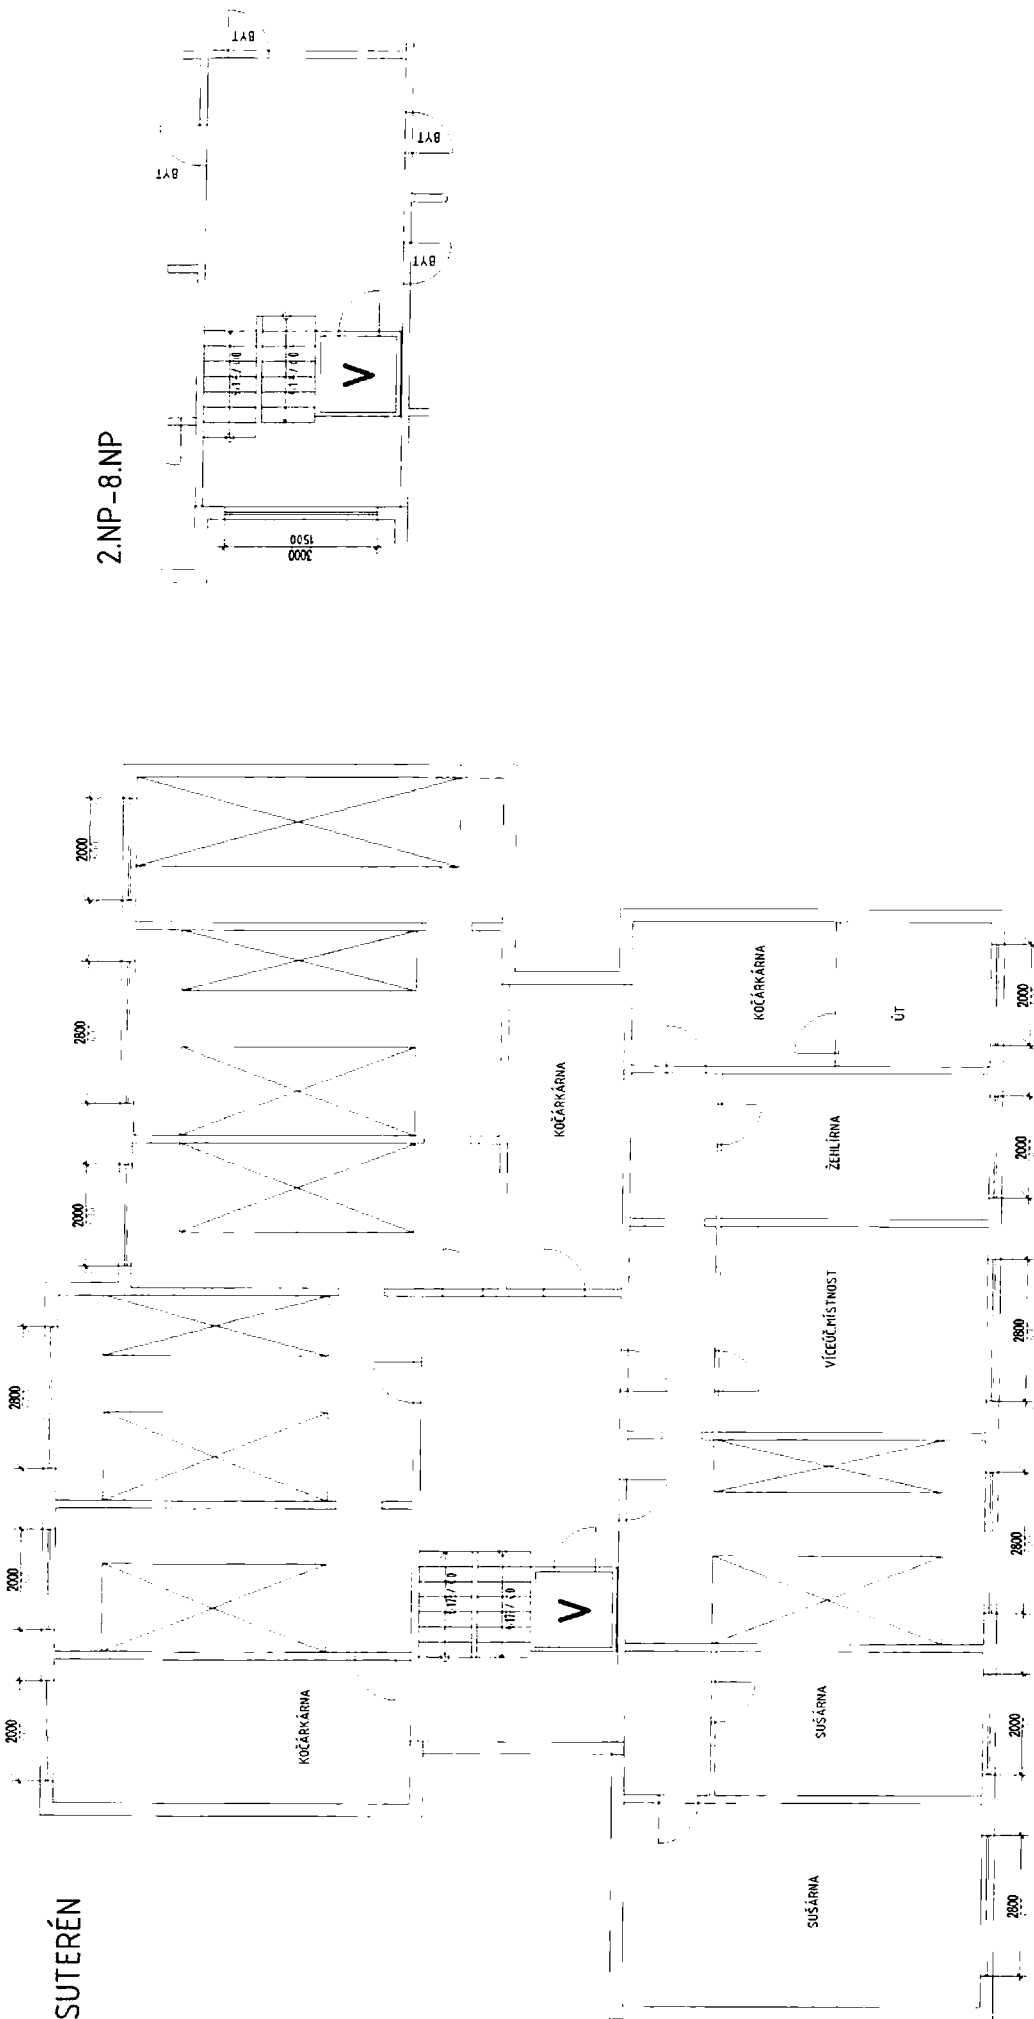 2.NP-8.NP
BYT
BYT
BYT
BYT
V
3000
1500
SUTERÉN
2000
2800
2000
2800
2000
2000
KOČÁRKÁRNA
KOČÁRKÁRNA
ÚT
ŽEHLÍRNA
VÍCEÚČ.MÍSTNOST
V
KOČÁRKÁRNA
SUŠÁRNA
SUŠÁRNA
2000
2000
2800
2800
2000
2800